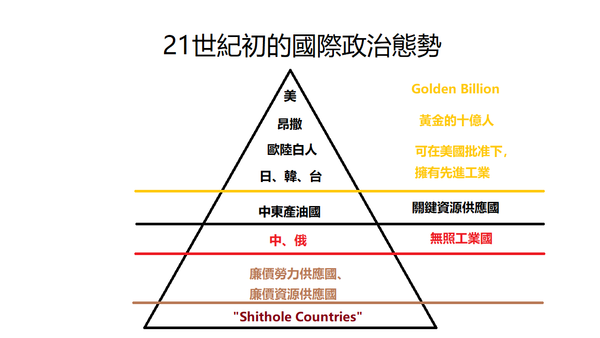 21世紀初的國際政治態勢
美
Golden Billion
昂撒
黃金的十億人
歐陸白人
可在美國批准下，
日、韓、台
擁有先進工業
中東產油國
關鍵資源供應國
中、俄
無照工業國
廉價勞力供應國、
廉價資源供應國
"Shithole Countries"